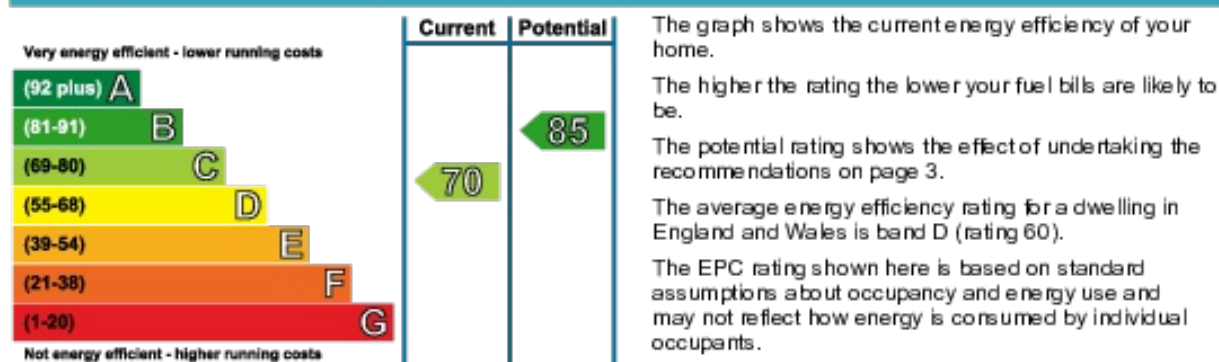 Current Potential
Very energy efficient - lower running costs
(92 plus) A
(81-91) B
(69-80) C
(55-68) D
(39-54) E
(21-38) F
(1-20) G
Not energy efficient - higher running costs
70
85
The graph shows the current energy efficiency of your
home.
The higher the rating the lower your fuel bills are likely to
be.
The potential rating shows the effect of undertaking the
recommendations on page 3.
The average energy efficiency rating for a dwelling in
England and Wales is band D (rating 60).
The EPC rating shown here is based on standard
assumptions about occupancy and energy use and
may not reflect how energy is consumed by individual
occupants.